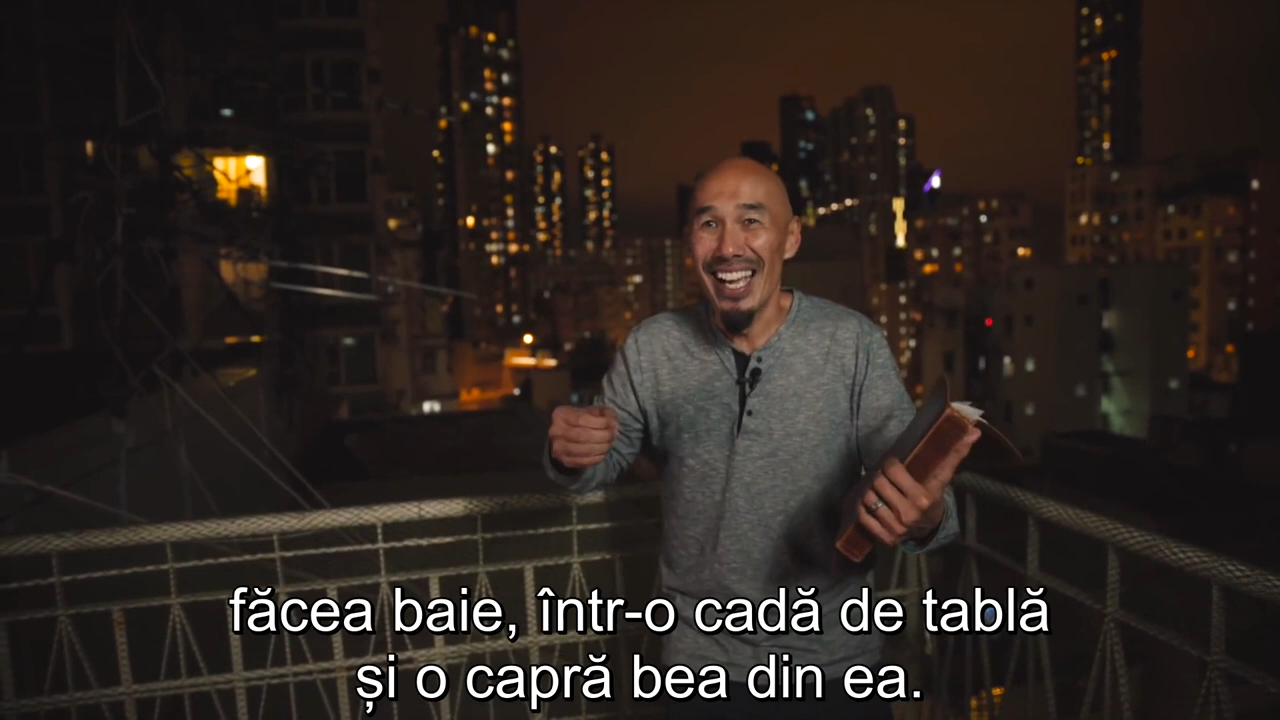 făcea baie, într-o cadă de tablă
și o capră bea din ea.